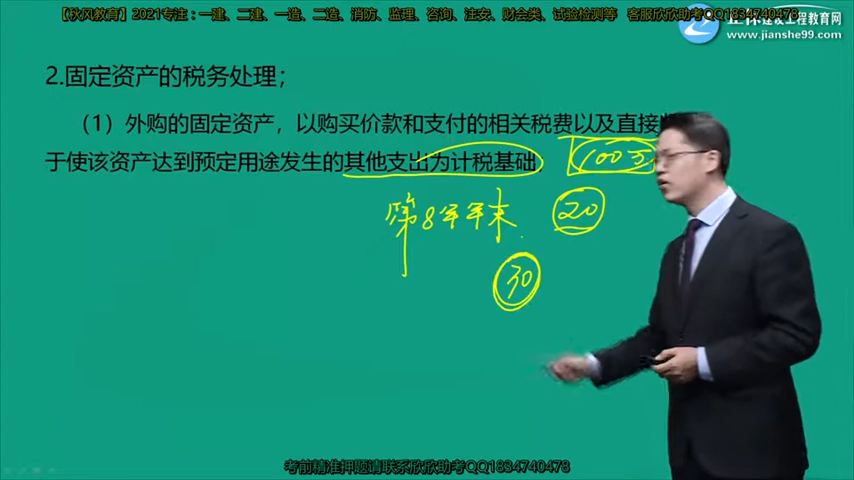 【秋风教育】2021专注：一建、二建、一造、二造、消防、监理、咨询、注安、财会类、试验检测等 客服欣欣助考QQ1834740478
建设工程教育网
www.jianshe99.com
2.固定资产的税务处理；
（1）外购的固定资产，以购买价款和支付的相关税费以及直接
于使该资产达到预定用途发生的其他支出为计税基础
100万
第8年年末
20
30
考前精准押题请联系欣欣助考QQ1834740478